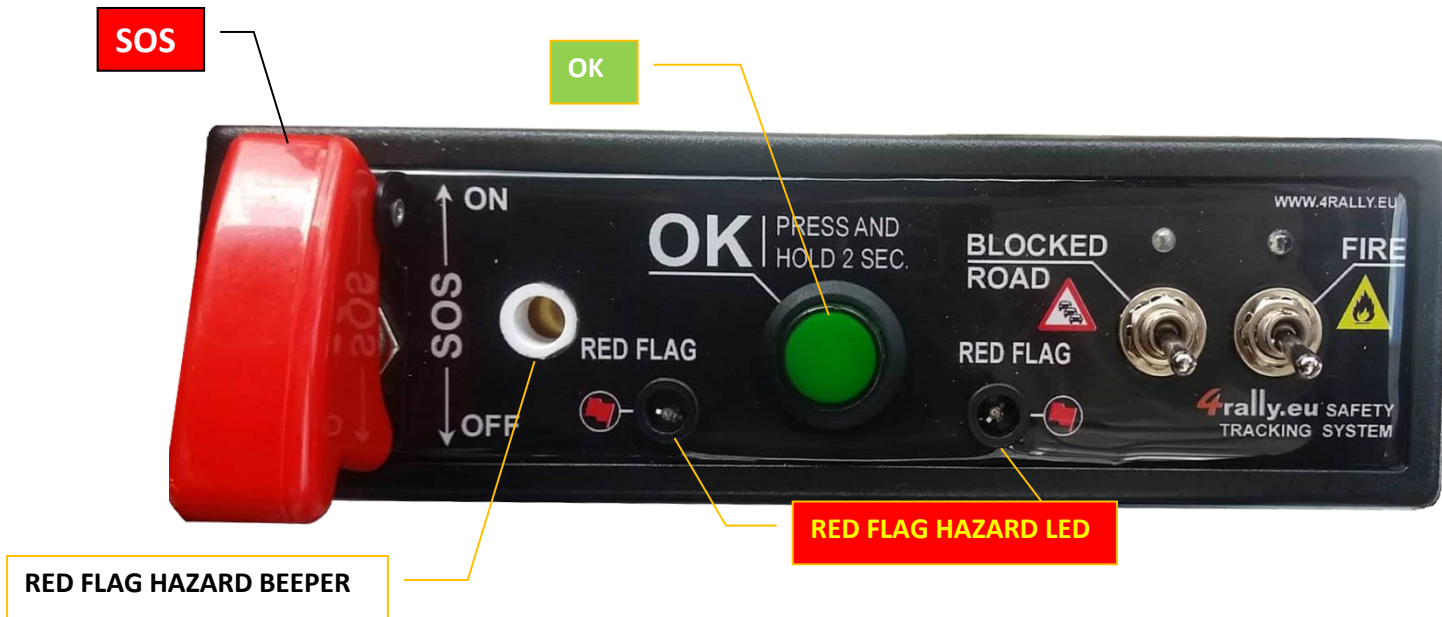 SOS
OK
ON
SOS
OFF
OK
PRESS AND
HOLD 2 SEC.
RED FLAG
BLOCKED
ROAD
RED FLAG
WWW.4RALLY.EU
FIRE
4rally.eu SAFETY
TRACKING SYSTEM
RED FLAG HAZARD LED
RED FLAG HAZARD BEEPER